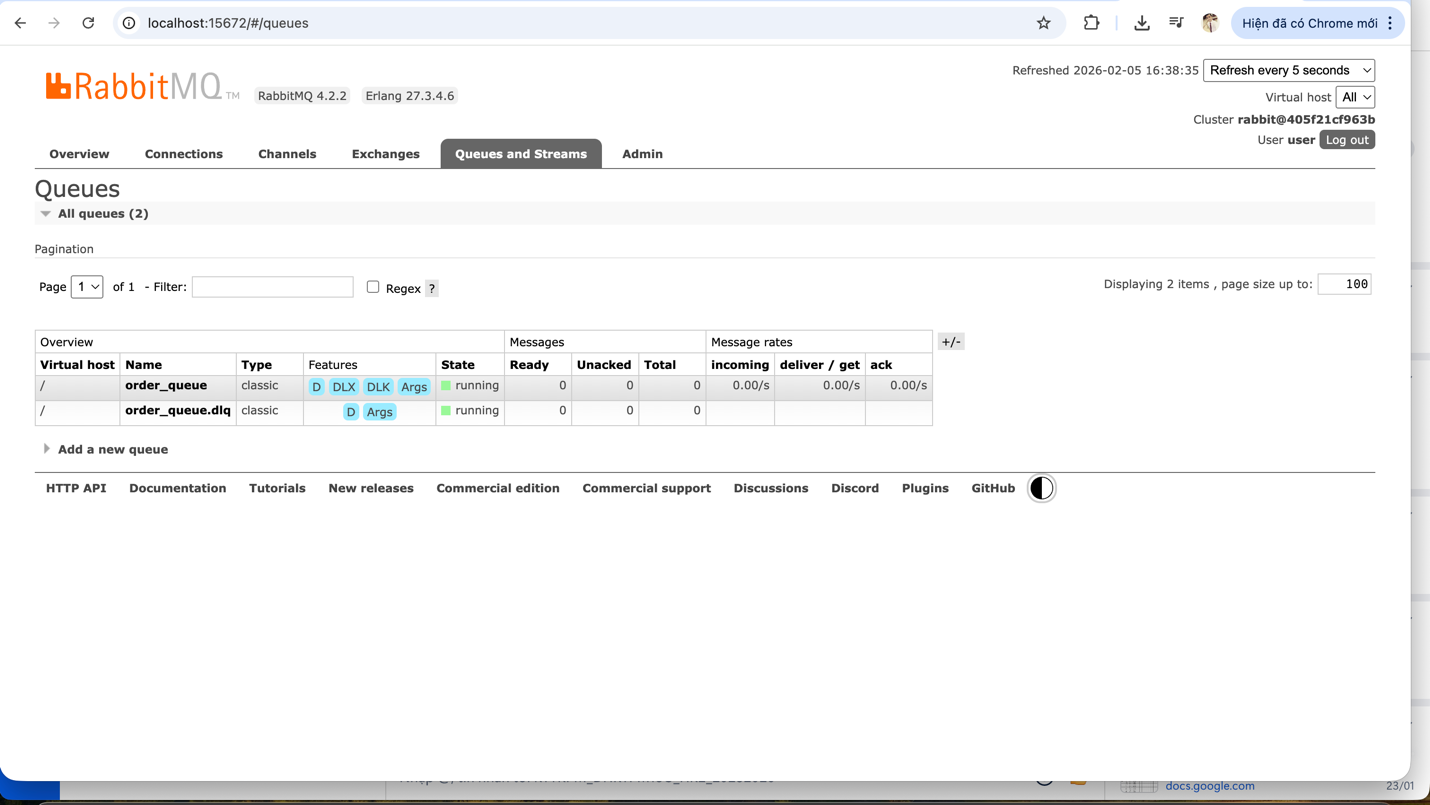 localhost:15672/#/queues
Hiện đã có Chrome mới
Refreshed 2026-02-05 16:38:35 Refresh every 5 seconds
RabbitMQ TM RabbitMQ 4.2.2 Erlang 27.3.4.6
Virtual host All
Cluster rabbit@405f21cf963b
User user Log out
Overview Connections Channels Exchanges Queues and Streams Admin
Queues
All queues (2)
Pagination
Page 1 of 1 - Filter: Regex ? Displaying 2 items , page size up to: 100
Overview Messages Message rates +/-
Virtual host Name Type Features State Ready Unacked Total incoming deliver / get ack
/ order_queue classic D DLX DLK Args running 0 0 0 0.00/s 0.00/s 0.00/s
/ order_queue.dlq classic D Args running 0 0 0
Add a new queue
HTTP API Documentation Tutorials New releases Commercial edition Commercial support Discussions Discord Plugins GitHub
docs.google.com 23/01